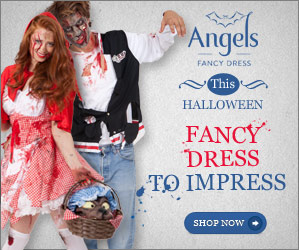 Angels
FANCY DRESS
This
HALLOWEEN
FANCY
DRESS
TO IMPRESS
SHOP NOW